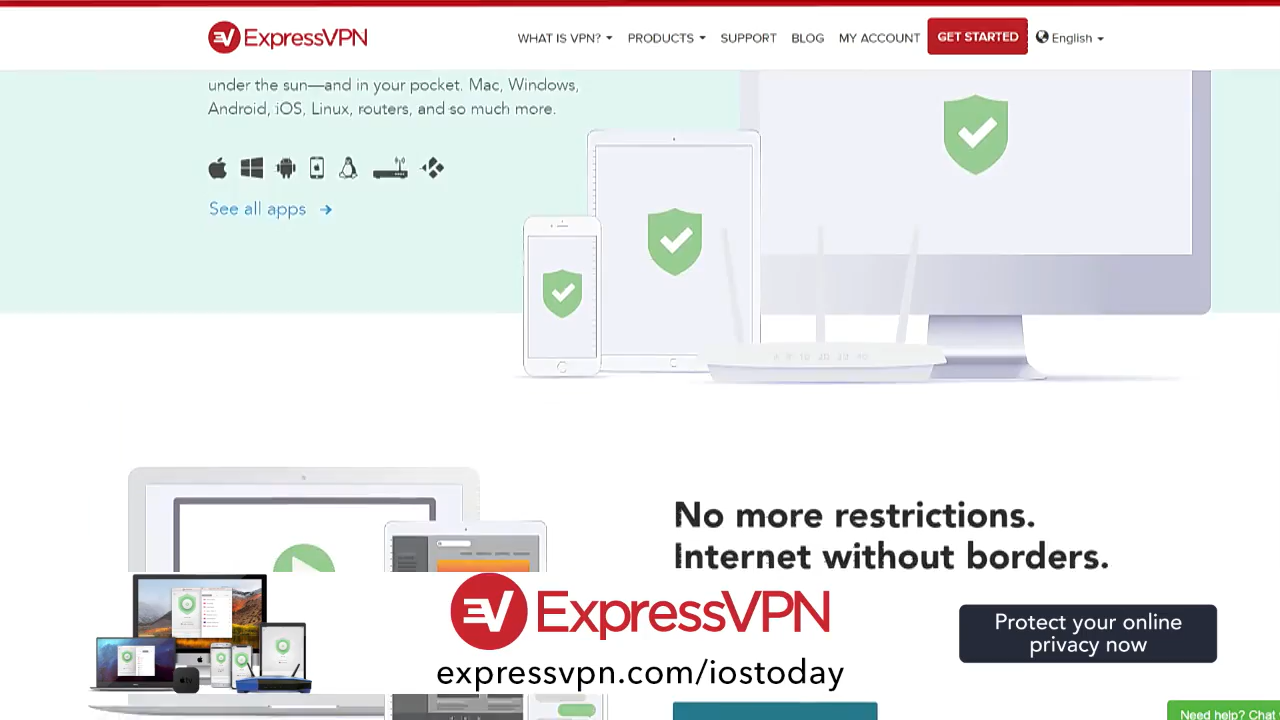 ExpressVPN
WHAT IS VPN? PRODUCTS SUPPORT BLOG MY ACCOUNT GET STARTED English
under the sun—and in your pocket. Mac, Windows,
Android, iOS, Linux, routers, and so much more.
See all apps
No more restrictions.
Internet without borders.
ExpressVPN
expressvpn.com/iostoday
Protect your online
privacy now
Need help? Chat